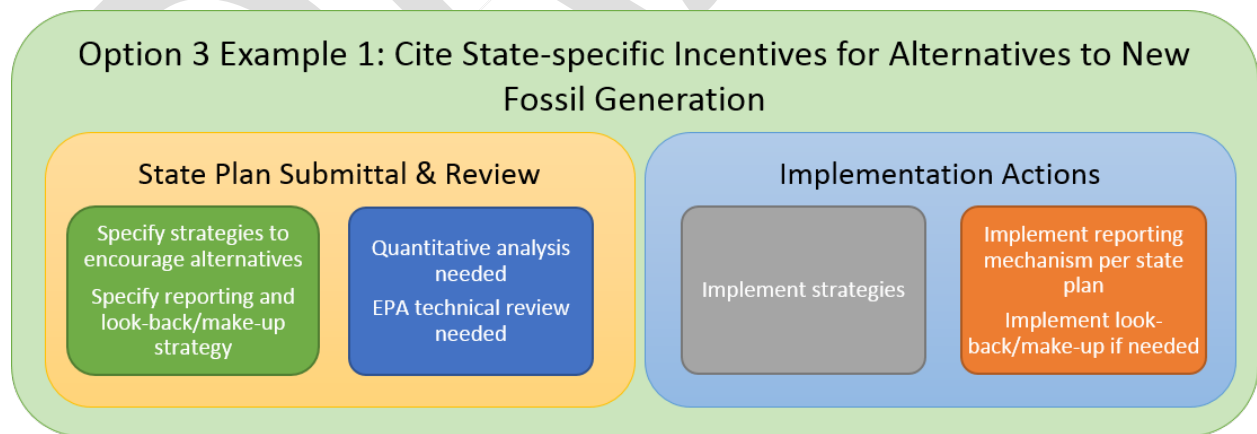 Option 3 Example 1: Cite State-specific Incentives for Alternatives to New
Fossil Generation
State Plan Submittal & Review
Specify strategies to
encourage alternatives
Specify reporting and
look-back/make-up
strategy
Quantitative analysis
needed
EPA technical review
needed
Implementation Actions
Implement strategies
Implement reporting
mechanism per state
plan
Implement look-
back/make-up if needed